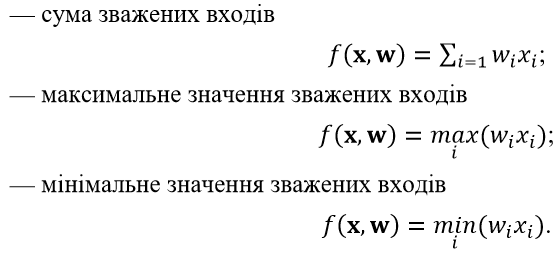 — сума зважених входів
f(x, w) = ∑ᵢ₌₁ wᵢxᵢ;
— максимальне значення зважених входів
f(x, w) = max(wᵢxᵢ);
i
— мінімальне значення зважених входів
f(x, w) = min(wᵢxᵢ).
i